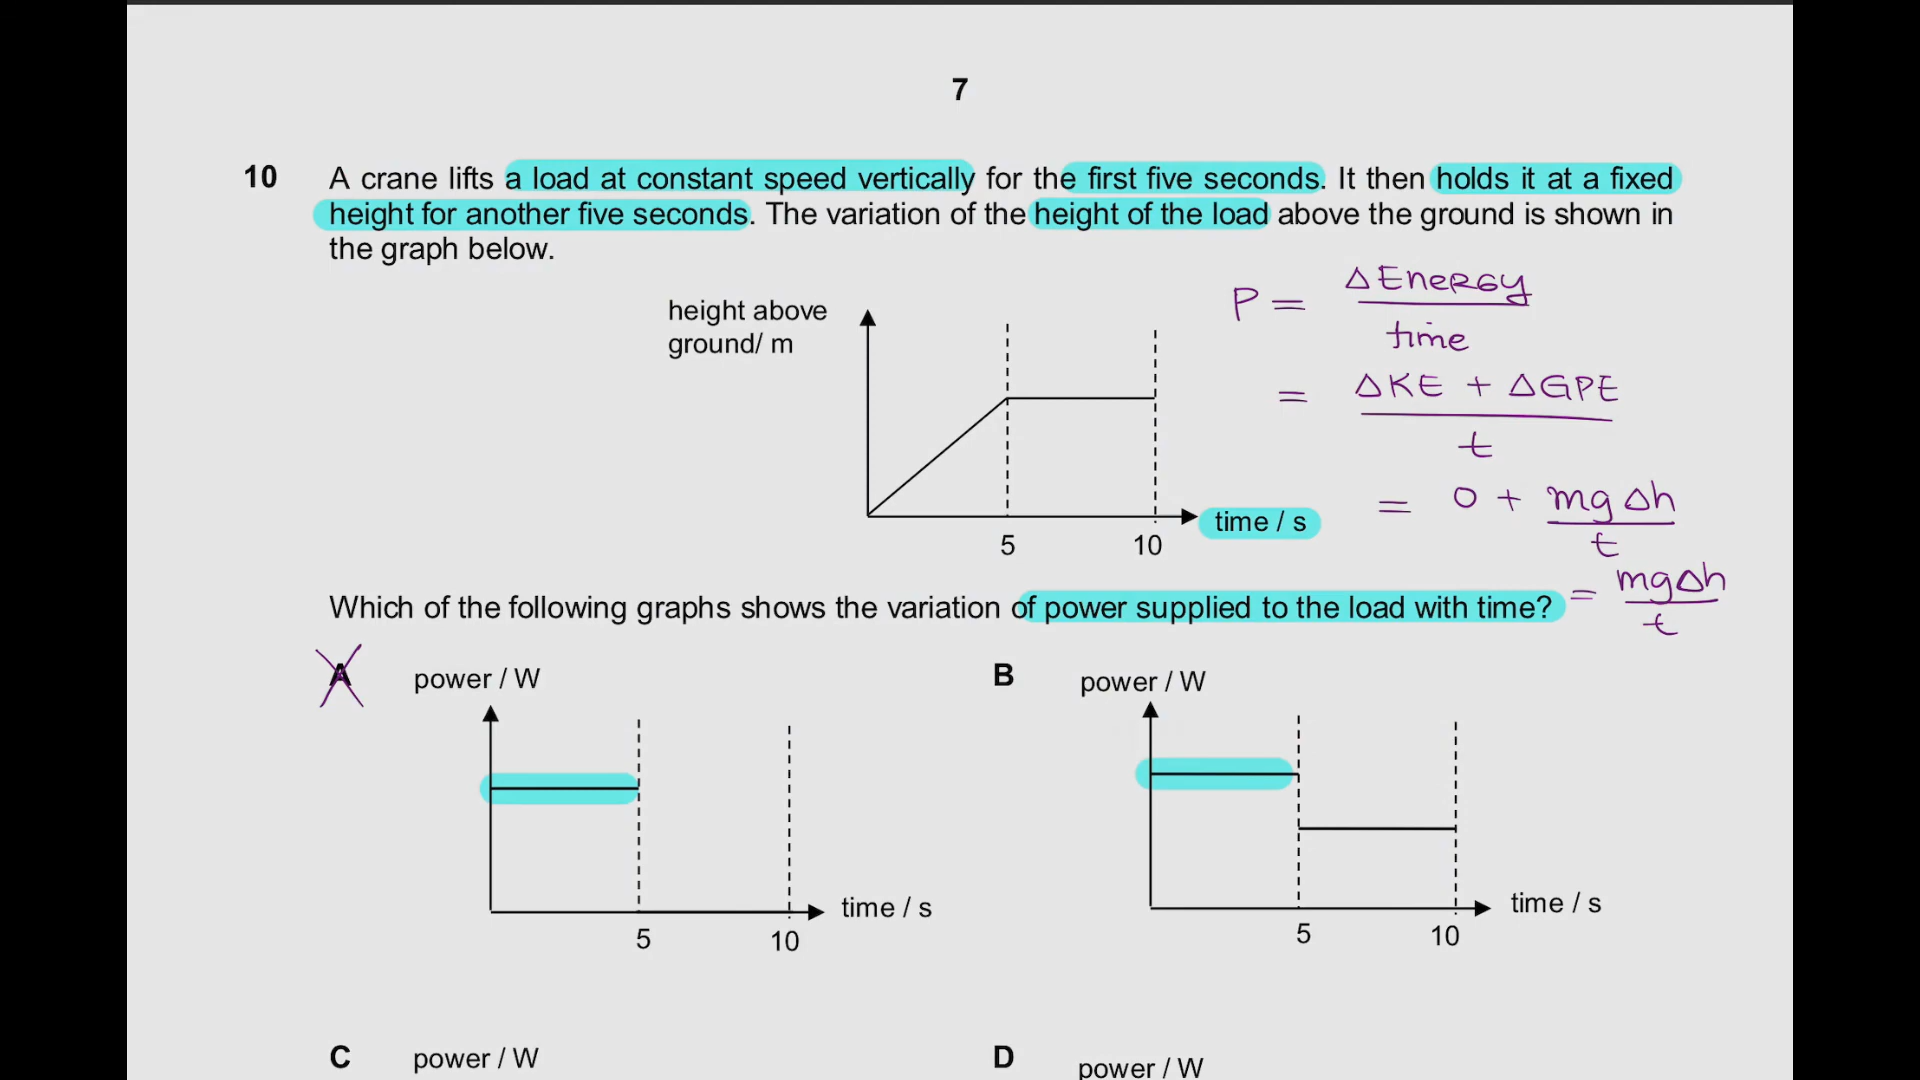 7
10 A crane lifts a load at constant speed vertically for the first five seconds. It then holds it at a fixed
height for another five seconds. The variation of the height of the load above the ground is shown in
the graph below.
height above
ground/ m
5
10
time / s
P = ΔEnergy / time
= ΔKE + ΔGPE / t
= 0 + mgΔh / t
= mgΔh / t
Which of the following graphs shows the variation of power supplied to the load with time?
A power / W
5
10
time / s
B power / W
5
10
time / s
C power / W
D power / W